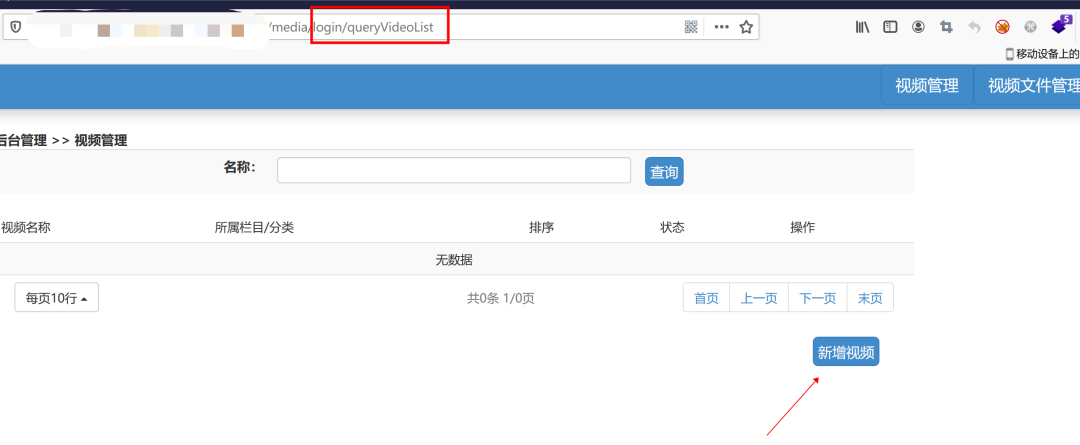 /media/login/queryVideoList
5
移动设备上的
视频管理 视频文件管理
后台管理 >> 视频管理
名称: 查询
视频名称 所属栏目/分类 排序 状态 操作
无数据
每页10行 共0条 1/0页 首页 上一页 下一页 末页
新增视频